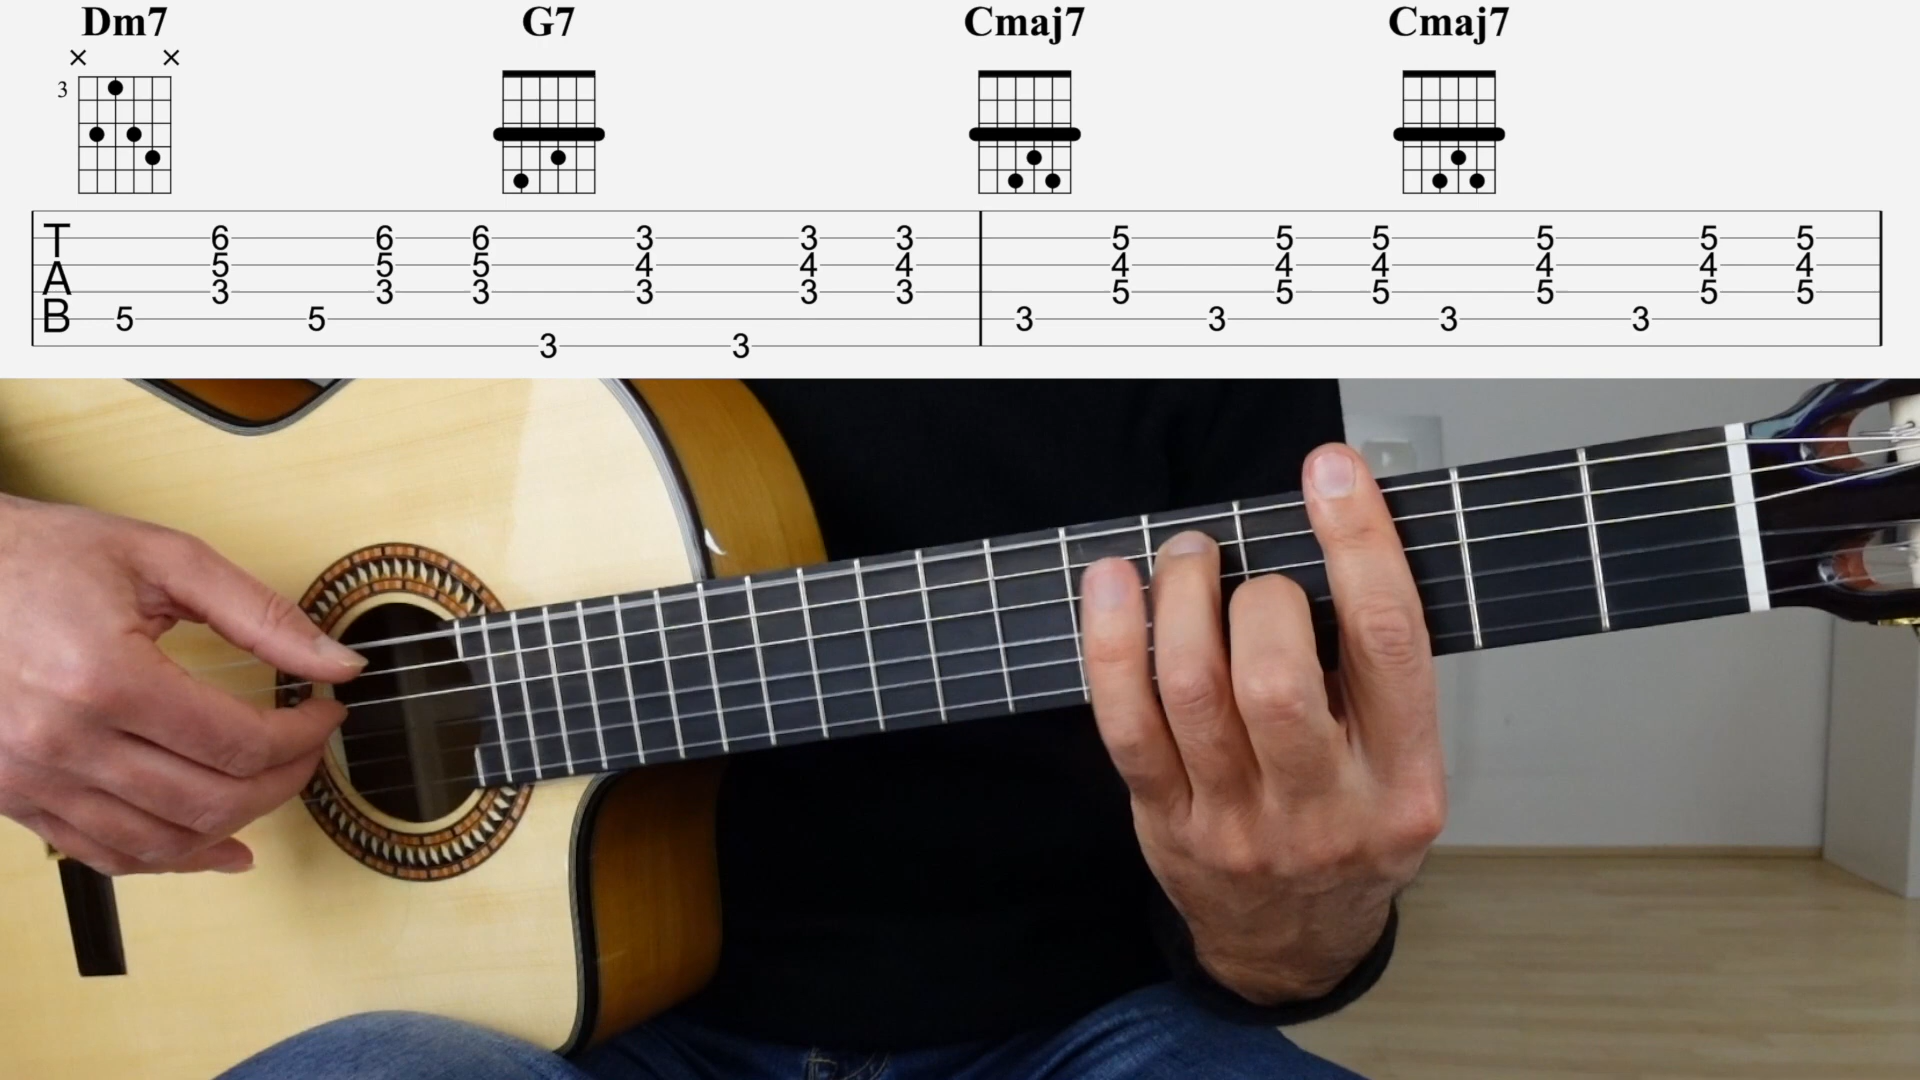 Dm7 G7 Cmaj7 Cmaj7
× ×
3
T 6 6 6 3 3 3 5 5 5 5 5 5
5 5 5 4 4 4 4 4 4 4 4 4
A 3 3 3 3 3 3 5 5 5 5 5 5
B 5 5 3 3 3 3
3 3